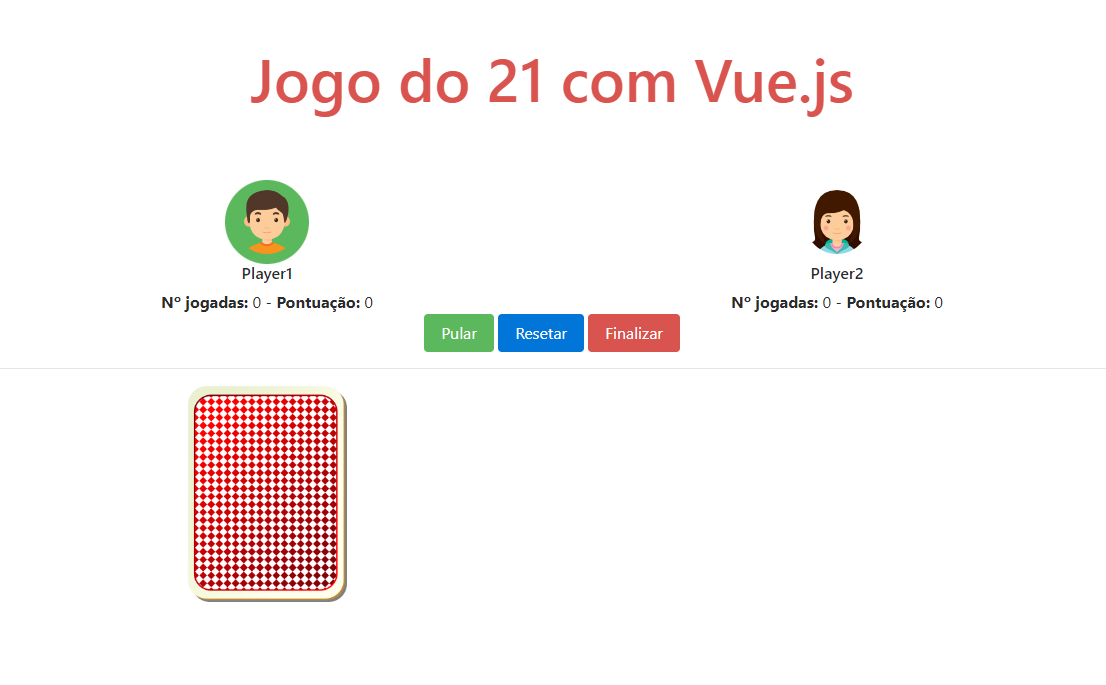 Jogo do 21 com Vue.js
Player1
Player2
Nº jogadas: 0 - Pontuação: 0
Nº jogadas: 0 - Pontuação: 0
Pular
Resetar
Finalizar